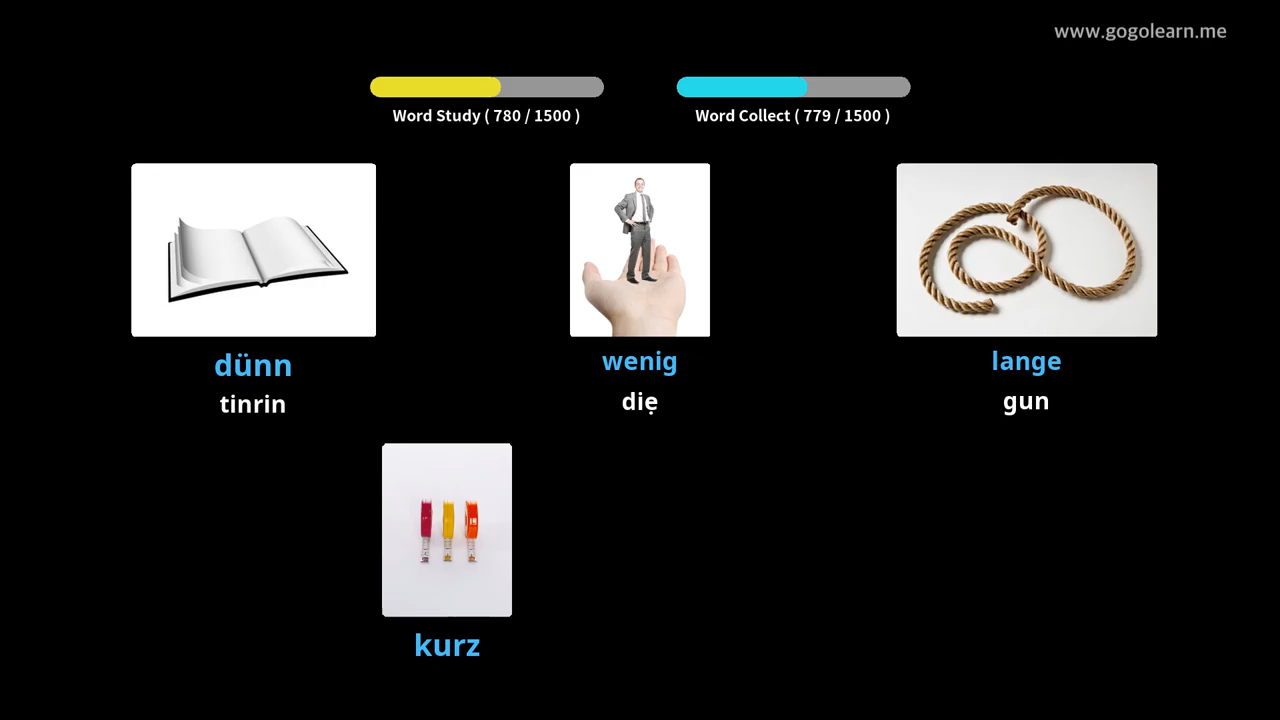 www.gogolearn.me
Word Study ( 780 / 1500 )
Word Collect ( 779 / 1500 )
dünn
tinrin
wenig
diẹ
lange
gun
kurz